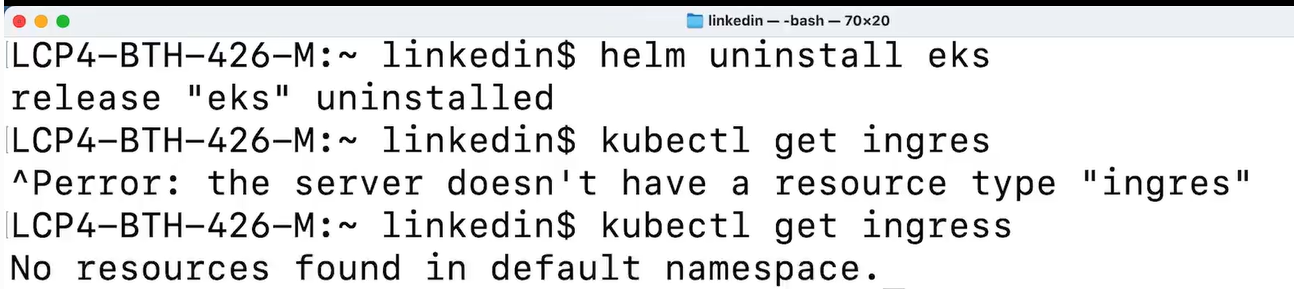 linkedin — -bash — 70×20
LCP4-BTH-426-M:~ linkedin$ helm uninstall eks
release "eks" uninstalled
LCP4-BTH-426-M:~ linkedin$ kubectl get ingres
^Perror: the server doesn't have a resource type "ingres"
LCP4-BTH-426-M:~ linkedin$ kubectl get ingress
No resources found in default namespace.